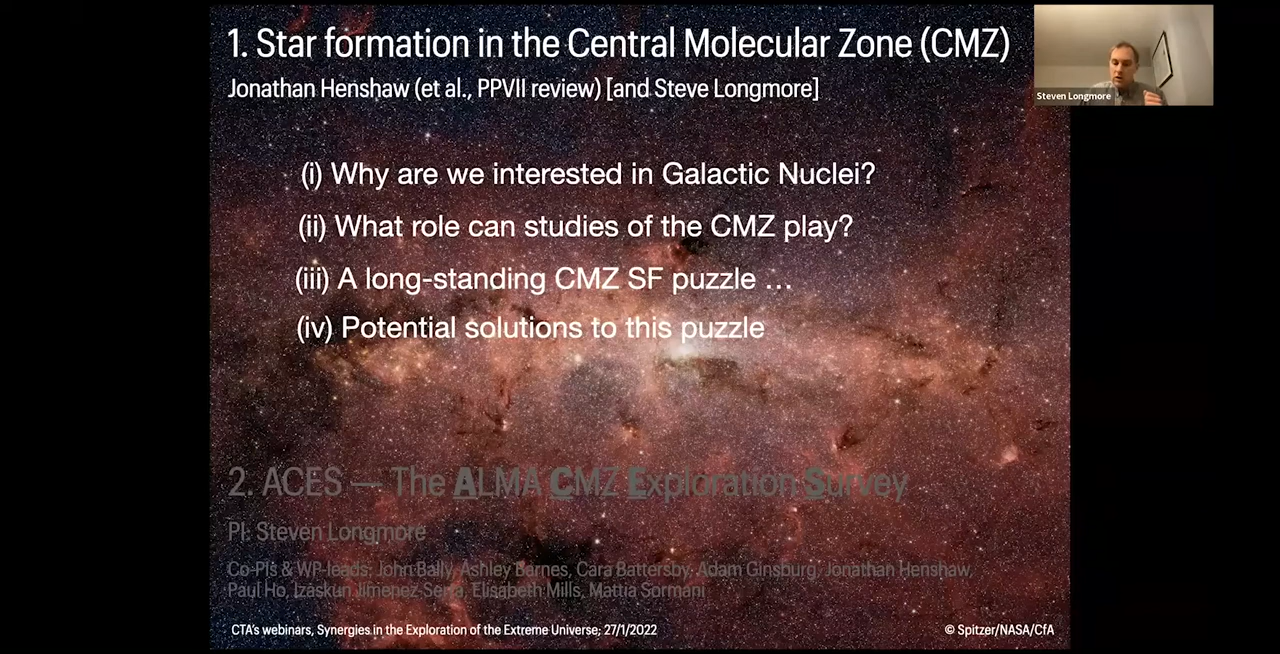 1. Star formation in the Central Molecular Zone (CMZ)
Jonathan Henshaw (et al., PPVII review) [and Steve Longmore]
Steven Longmore
(i) Why are we interested in Galactic Nuclei?
(ii) What role can studies of the CMZ play?
(iii) A long-standing CMZ SF puzzle …
(iv) Potential solutions to this puzzle
2. ACES — The ALMA CMZ Exploration Survey
PI: Steven Longmore
Co-PIs & WP-leads: John Bally, Ashley Barnes, Cara Battersby, Adam Ginsburg, Jonathan Henshaw,
Paul Ho, Izaskun Jimenez-Serra, Elisabeth Mills, Mattia Sormani
CTA's webinars, Synergies in the Exploration of the Extreme Universe; 27/1/2022
© Spitzer/NASA/CfA